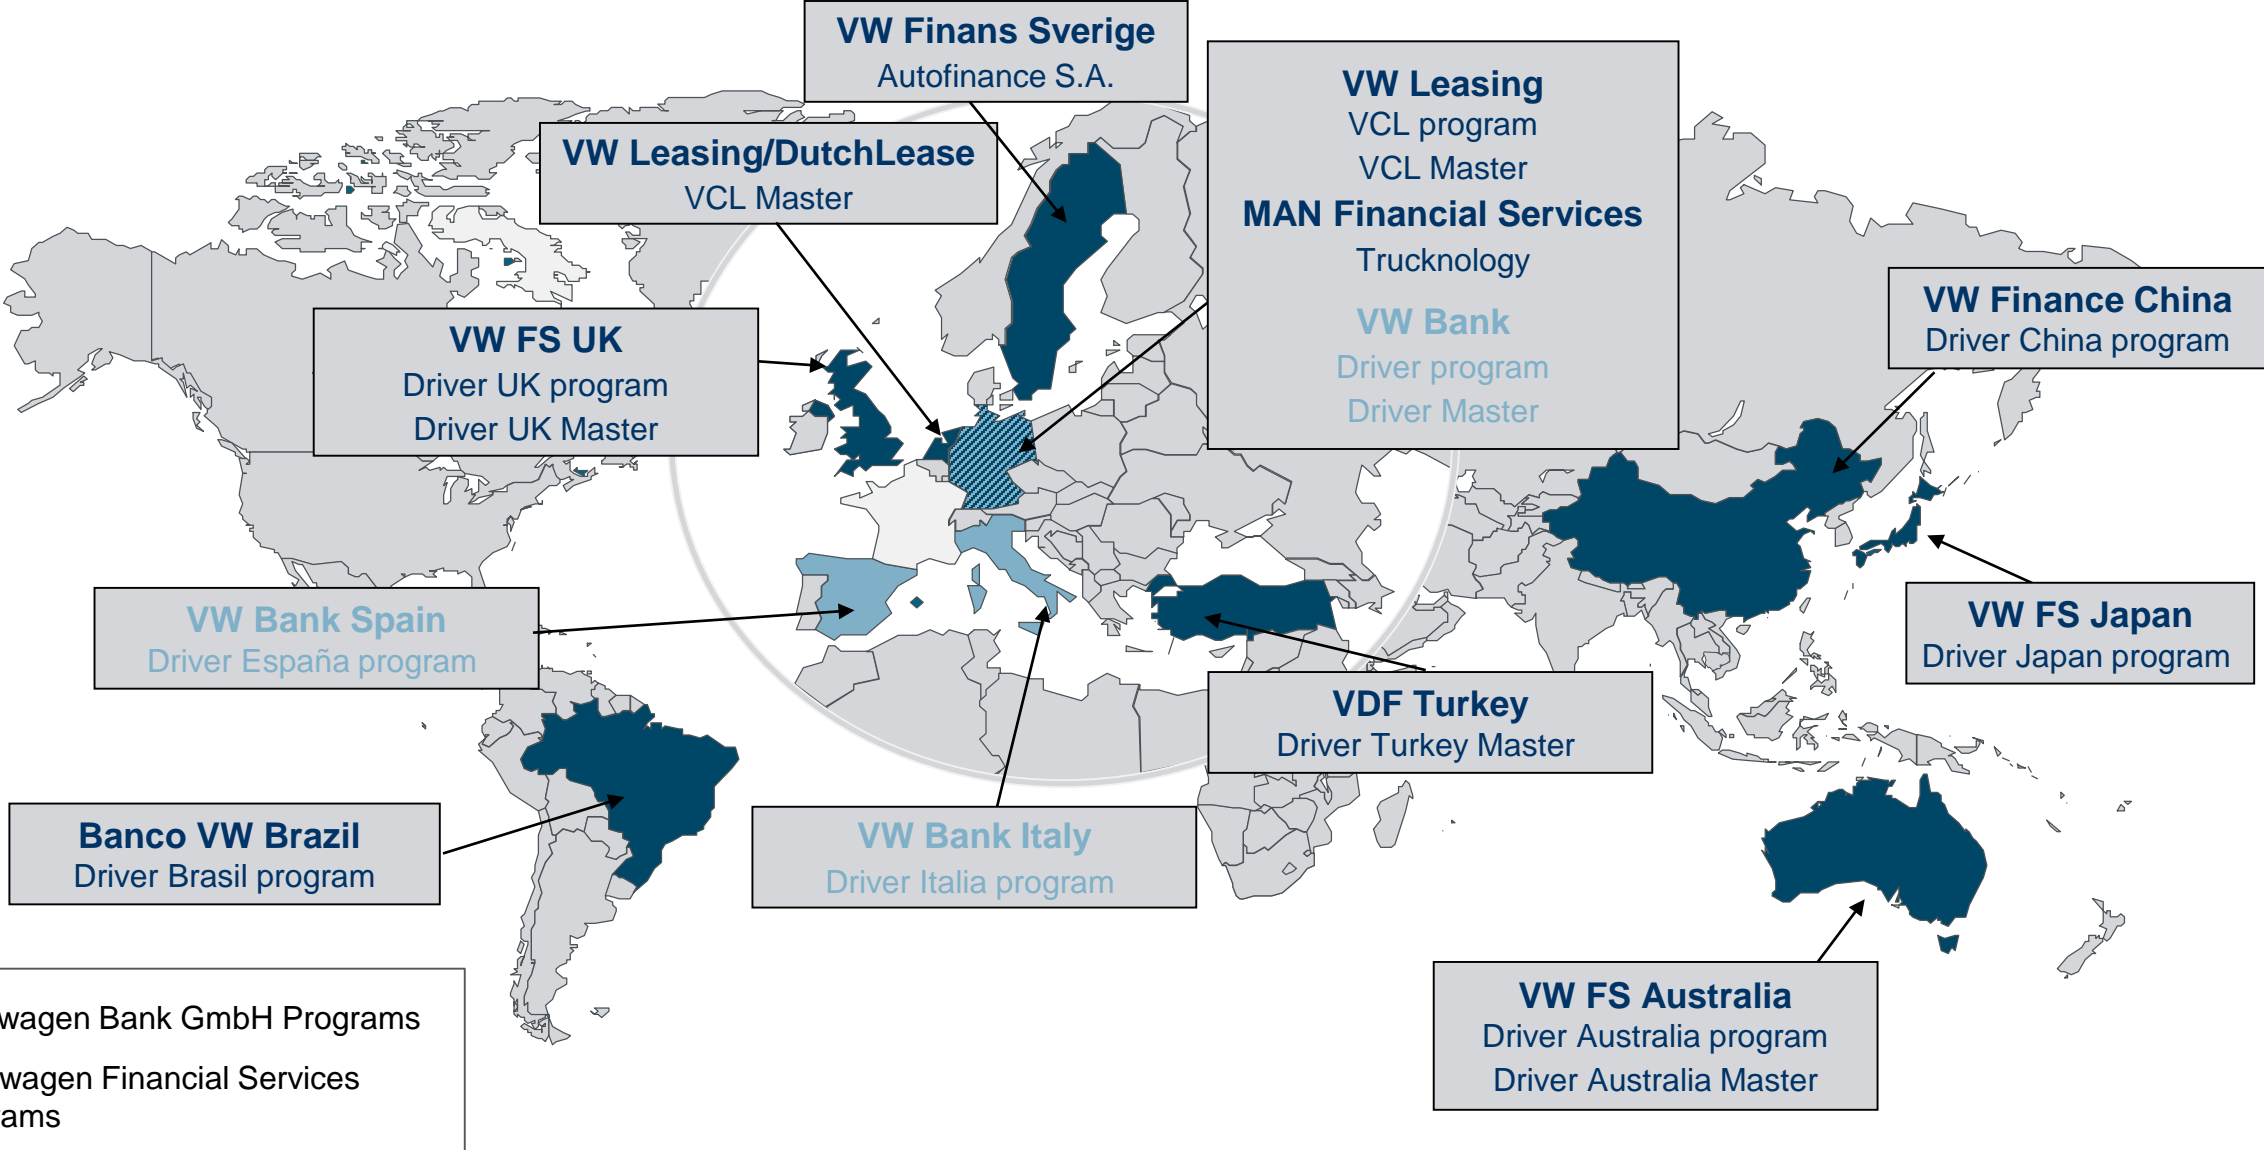 VW Finans Sverige
Autofinance S.A.
VW Leasing/DutchLease
VCL Master
VW Leasing
VCL program
VCL Master
MAN Financial Services
Trucknology
VW Bank
Driver program
Driver Master
VW Finance China
Driver China program
VW FS UK
Driver UK program
Driver UK Master
VW Bank Spain
Driver España program
VW FS Japan
Driver Japan program
VDF Turkey
Driver Turkey Master
Banco VW Brazil
Driver Brasil program
VW Bank Italy
Driver Italia program
VW FS Australia
Driver Australia program
Driver Australia Master
wagen Bank GmbH Programs
wagen Financial Services
rams